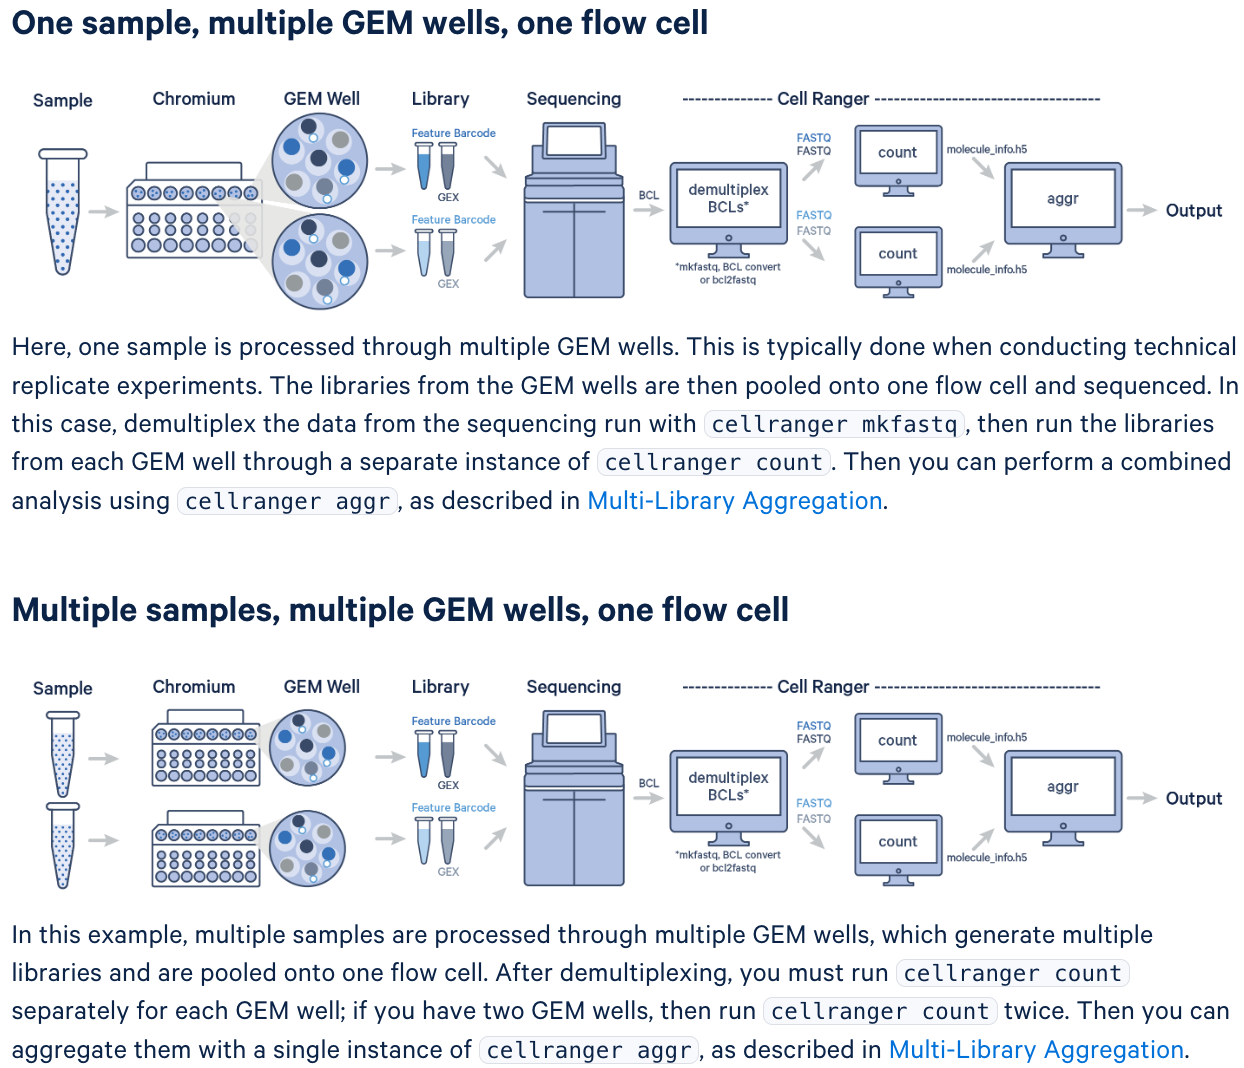 One sample, multiple GEM wells, one flow cell
Sample
Chromium
GEM Well
Library
Sequencing
-------------- Cell Ranger -----------------------------------
Feature Barcode
GEX
Feature Barcode
GEX
BCL
demultiplex
BCLs*
*mkfastq, BCL convert
or bcl2fastq
FASTQ
FASTQ
FASTQ
FASTQ
count
count
molecule_info.h5
molecule_info.h5
aggr
Output
Here, one sample is processed through multiple GEM wells. This is typically done when conducting technical
replicate experiments. The libraries from the GEM wells are then pooled onto one flow cell and sequenced. In
this case, demultiplex the data from the sequencing run with cellranger mkfastq, then run the libraries
from each GEM well through a separate instance of cellranger count. Then you can perform a combined
analysis using cellranger aggr, as described in Multi-Library Aggregation.
Multiple samples, multiple GEM wells, one flow cell
Sample
Chromium
GEM Well
Library
Sequencing
-------------- Cell Ranger -----------------------------------
Feature Barcode
GEX
Feature Barcode
GEX
BCL
demultiplex
BCLs*
*mkfastq, BCL convert
or bcl2fastq
FASTQ
FASTQ
FASTQ
FASTQ
count
count
molecule_info.h5
molecule_info.h5
aggr
Output
In this example, multiple samples are processed through multiple GEM wells, which generate multiple
libraries and are pooled onto one flow cell. After demultiplexing, you must run cellranger count
separately for each GEM well; if you have two GEM wells, then run cellranger count twice. Then you can
aggregate them with a single instance of cellranger aggr, as described in Multi-Library Aggregation.